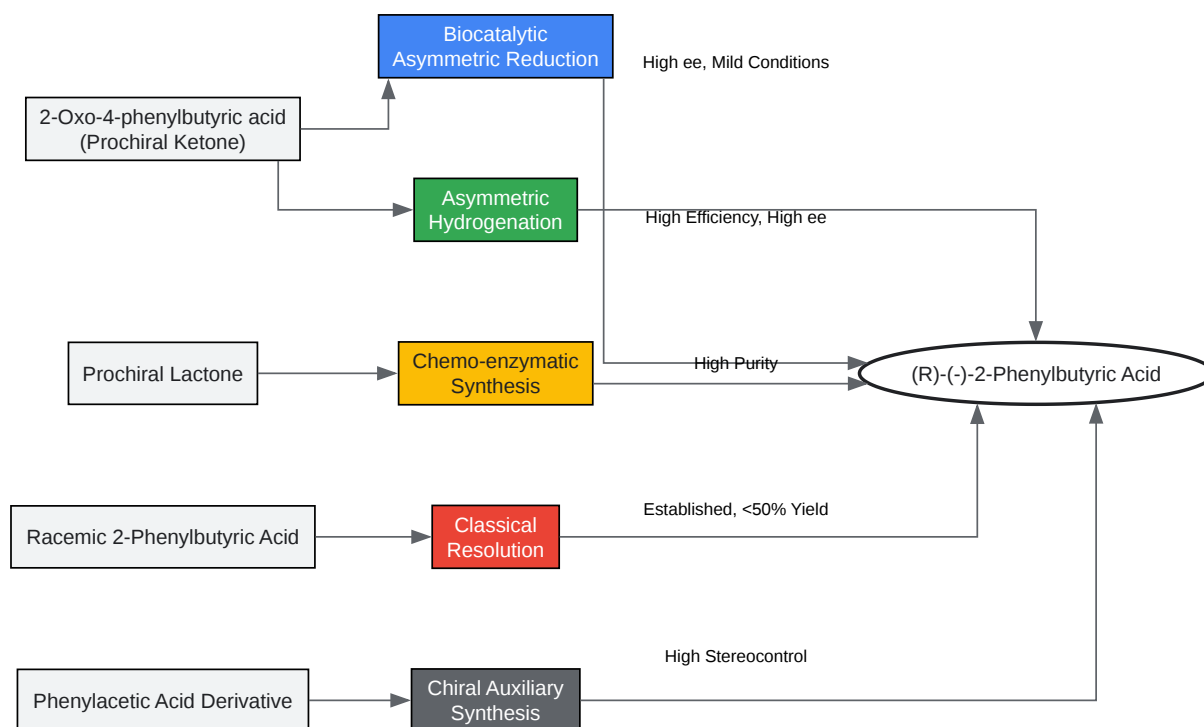 Biocatalytic
Asymmetric Reduction
High ee, Mild Conditions
2-Oxo-4-phenylbutyric acid
(Prochiral Ketone)
Asymmetric
Hydrogenation
High Efficiency, High ee
Prochiral Lactone
Chemo-enzymatic
Synthesis
High Purity
(R)-(-)-2-Phenylbutyric Acid
Racemic 2-Phenylbutyric Acid
Classical
Resolution
Established, <50% Yield
Phenylacetic Acid Derivative
Chiral Auxiliary
Synthesis
High Stereocontrol